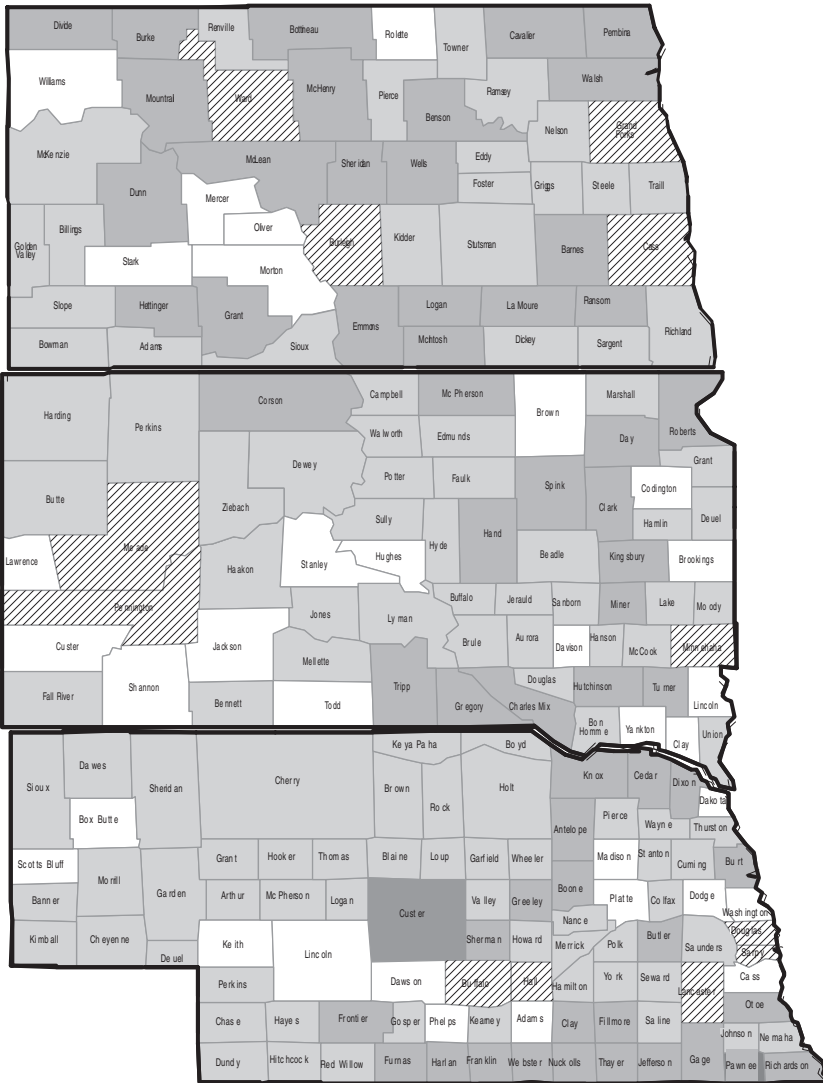 Divide
Burke
Renville
Bottineau
Rolette
Towner
Cavalier
Pembina
Williams
Mountrail
Ward
McHenry
Pierce
Benson
Ramsey
Walsh
Nelson
Grand
Forks
McKenzie
Dunn
McLean
Sheridan
Wells
Eddy
Foster
Griggs
Steele
Traill
Mercer
Oliver
Golden
Valley
Billings
Stark
Morton
Burleigh
Kidder
Stutsman
Barnes
Cass
Slope
Hettinger
Grant
Emmons
Logan
La Moure
Ransom
Richland
Bowman
Adams
Sioux
McIntosh
Dickey
Sargent
Harding
Perkins
Corson
Campbell
Mc Pherson
Brown
Marshall
Roberts
Walworth
Edmunds
Day
Grant
Butte
Ziebach
Dewey
Potter
Faulk
Spink
Clark
Codington
Hamlin
Deuel
Lawrence
Meade
Haakon
Stanley
Sully
Hughes
Hyde
Hand
Beadle
Kingsbury
Brookings
Pennington
Jones
Lyman
Buffalo
Jerauld
Sanborn
Miner
Lake
Moody
Custer
Jackson
Mellette
Brule
Aurora
Davison
Hanson
McCook
Minnehaha
Fall River
Shannon
Bennett
Todd
Tripp
Gregory
Douglas
Charles Mix
Hutchinson
Turner
Lincoln
Bon
Homme
Yankton
Clay
Union
Sioux
Dawes
Sheridan
Cherry
Keya Paha
Boyd
Brown
Rock
Holt
Knox
Cedar
Dixon
Dakota
Box Butte
Antelope
Pierce
Wayne
Thurston
Scotts Bluff
Morrill
Garden
Grant
Hooker
Thomas
Blaine
Loup
Garfield
Wheeler
Madison
Stanton
Cuming
Burt
Banner
Arthur
McPherson
Logan
Custer
Valley
Greeley
Boone
Platte
Colfax
Dodge
Washington
Kimball
Cheyenne
Deuel
Keith
Lincoln
Sherman
Howard
Nance
Merrick
Polk
Butler
Saunders
Douglas
Sarpy
Perkins
Dawson
Buffalo
Hall
Hamilton
York
Seward
Lancaster
Cass
Otoe
Chase
Hayes
Frontier
Gosper
Phelps
Kearney
Adams
Clay
Fillmore
Saline
Johnson
Nemaha
Dundy
Hitchcock
Red Willow
Furnas
Harlan
Franklin
Webster
Nuckolls
Thayer
Jefferson
Gage
Pawnee
Richardson